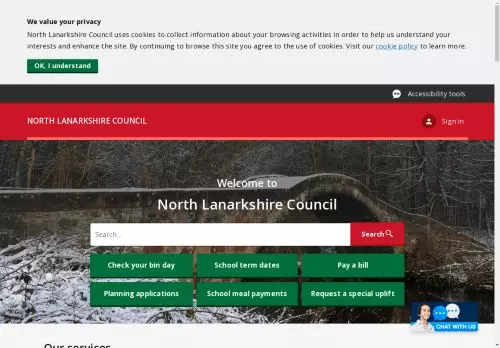 We value your privacy
North Lanarkshire Council uses cookies to collect information about your browsing activities in order to help us understand your
interests and enhance the site. By continuing to browse this site you agree to the use of cookies. Visit our cookie policy to learn more.
OK, I understand
Accessibility tools
NORTH LANARKSHIRE COUNCIL
Sign in
Welcome to
North Lanarkshire Council
Search...
Search
Check your bin day
School term dates
Pay a bill
Planning applications
School meal payments
Request a special uplift
CHAT WITH US
Our services